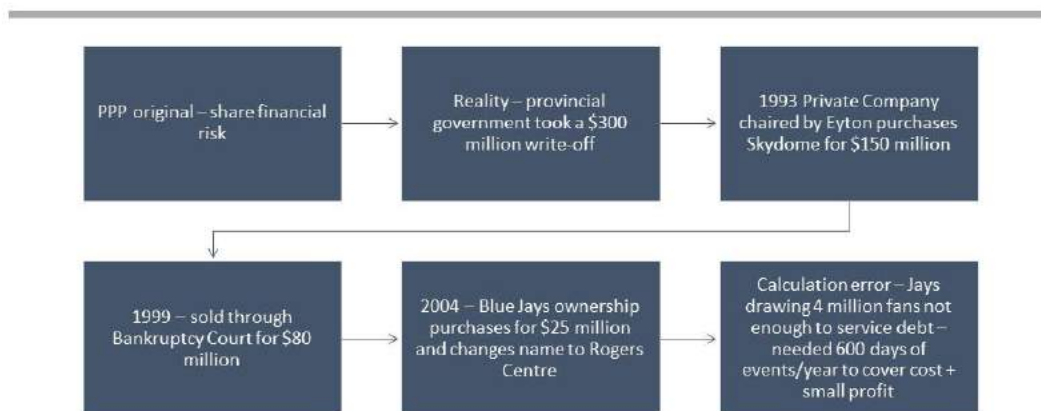 PPP original – share financial
risk
Reality – provincial
government took a $300
million write-off
1993 Private Company
chaired by Eyton purchases
Skydome for $150 million
1999 – sold through
Bankruptcy Court for $80
million
2004 – Blue Jays ownership
purchases for $25 million
and changes name to Rogers
Centre
Calculation error – Jays
drawing 4 million fans not
enough to service debt –
needed 600 days of
events/year to cover cost +
small profit